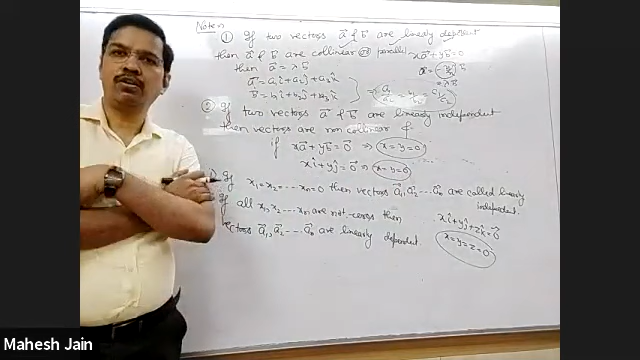 Note:
① If two vectors a⃗ & b⃗ are linearly dependent
then a⃗ & b⃗ are collinear or parallel
xa⃗+yb⃗=0
then a⃗ = λb⃗
= λb⃗
a⃗ = a₁î+a₂ĵ+a₃k̂
b⃗ = b₁î+b₂ĵ+b₃k̂
② If two vectors a⃗ & b⃗ are linearly independent
then vectors are non collinear &
if xa⃗+yb⃗=0⃗ ⇒ x=y=0
xî+yĵ=0⃗ ⇒ x=y=0
If x₁=x₂=---xn=0 then vectors a⃗₁, a⃗₂---a⃗n are called linearly
independent.
If all x₁, x₂---xn are not zeros then
vectors a⃗₁, a⃗₂---a⃗n are linearly dependent.
xî+yĵ+zk̂=0⃗
x=y=z=0
Mahesh Jain